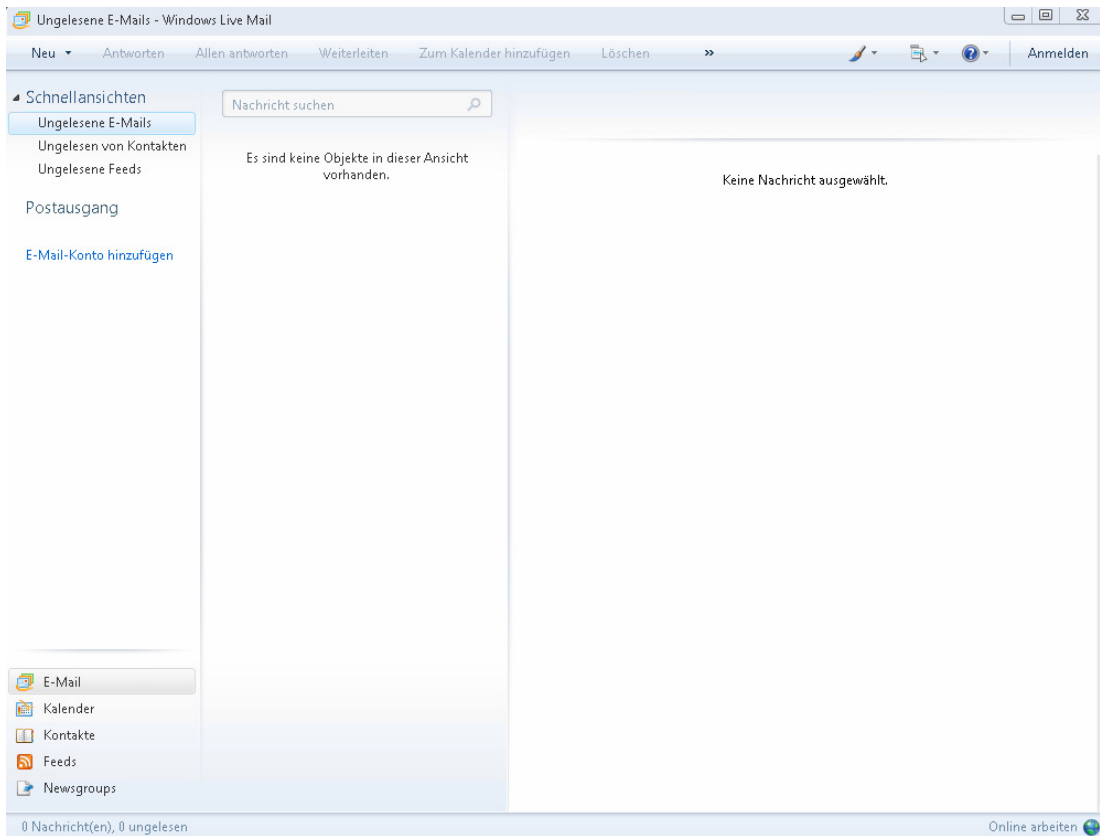 Ungelesene E-Mails - Windows Live Mail
Neu Antworten Allen antworten Weiterleiten Zum Kalender hinzufügen Löschen » Anmelden
Schnellansichten
Ungelesene E-Mails
Ungelesen von Kontakten
Ungelesene Feeds
Postausgang
E-Mail-Konto hinzufügen
Nachricht suchen
Es sind keine Objekte in dieser Ansicht
vorhanden.
Keine Nachricht ausgewählt.
E-Mail
Kalender
Kontakte
Feeds
Newsgroups
0 Nachricht(en), 0 ungelesen
Online arbeiten